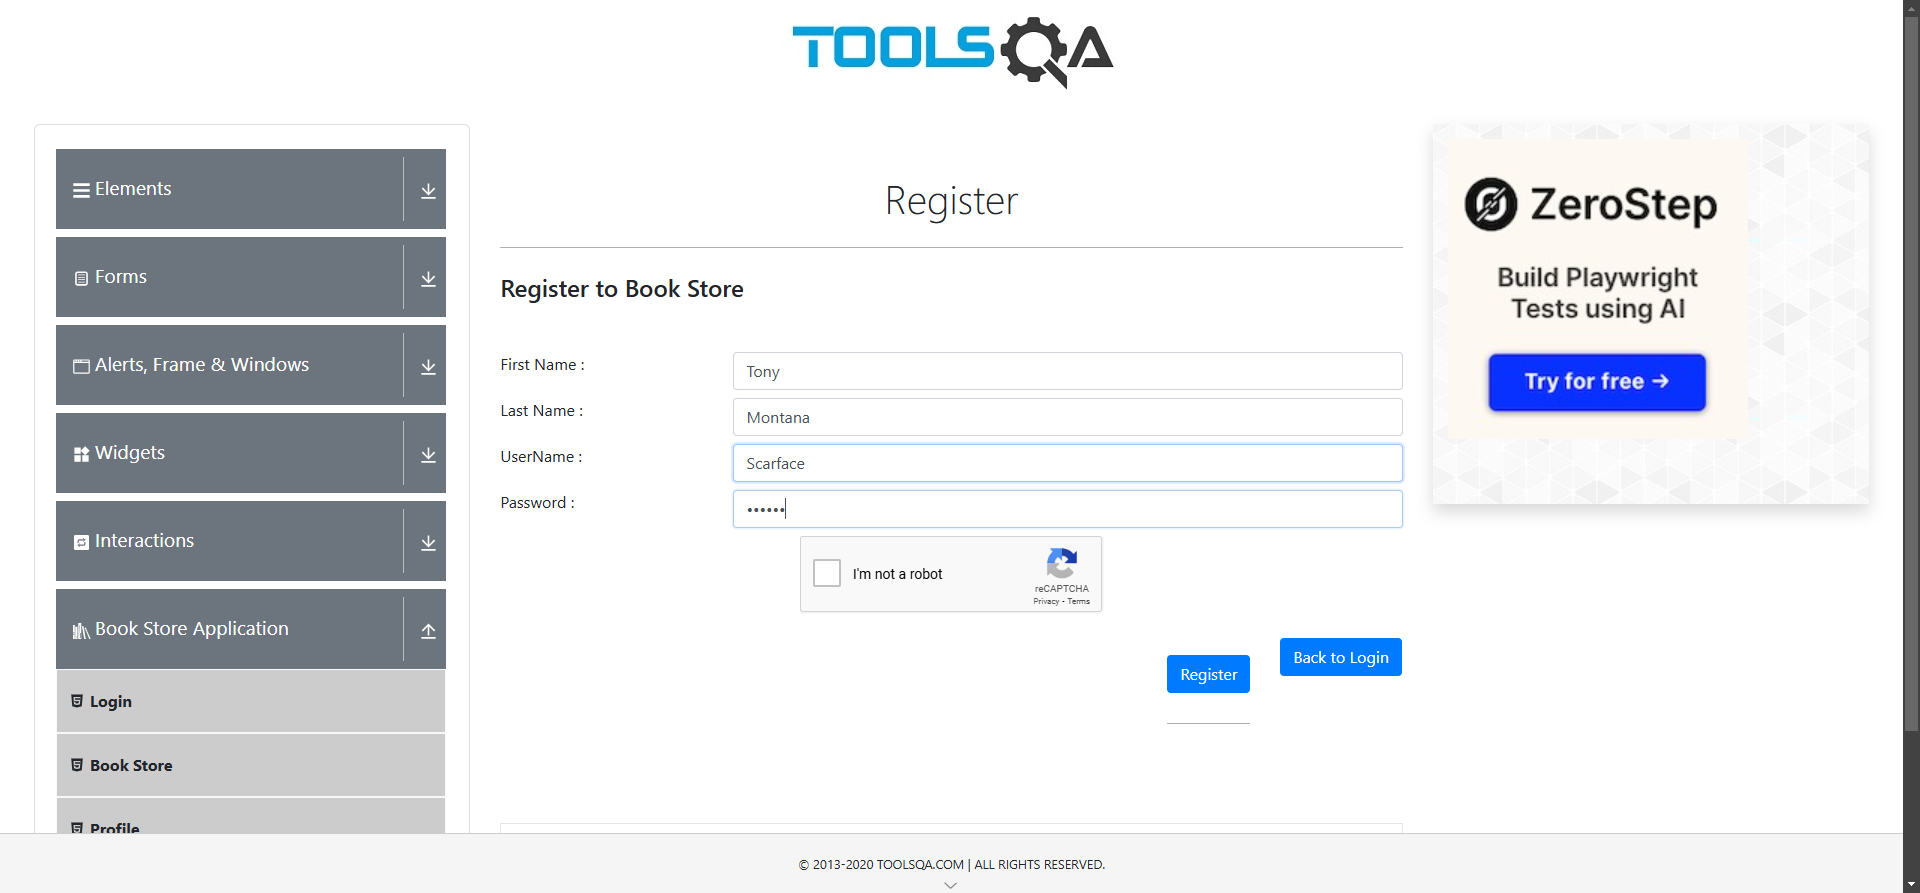 TOOLSQA
Elements
Forms
Alerts, Frame & Windows
Widgets
Interactions
Book Store Application
Login
Book Store
Profile
Register
Register to Book Store
First Name :
Tony
Last Name :
Montana
UserName :
Scarface
Password :
••••••
I'm not a robot
reCAPTCHA
Privacy - Terms
Register
Back to Login
ZeroStep
Build Playwright
Tests using AI
Try for free →
© 2013-2020 TOOLSQA.COM | ALL RIGHTS RESERVED.